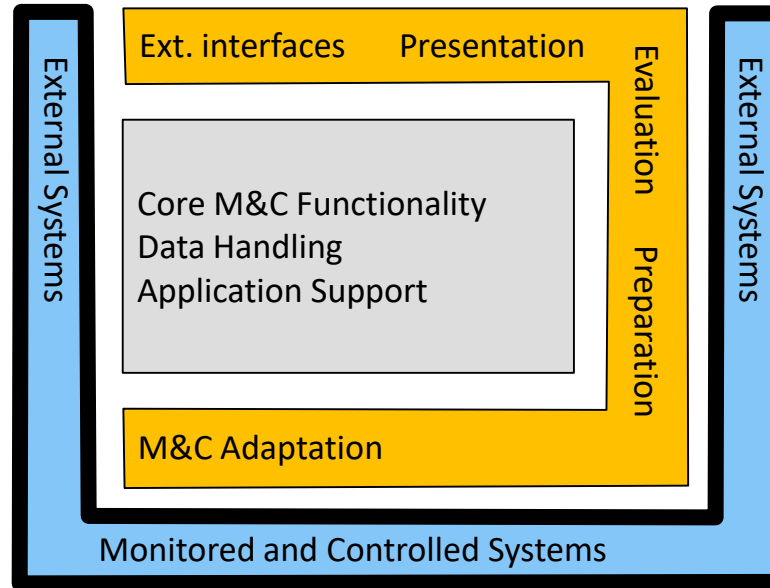 Ext. interfaces Presentation
External Systems
Evaluation Preparation
External Systems
Core M&C Functionality
Data Handling
Application Support
M&C Adaptation
Monitored and Controlled Systems